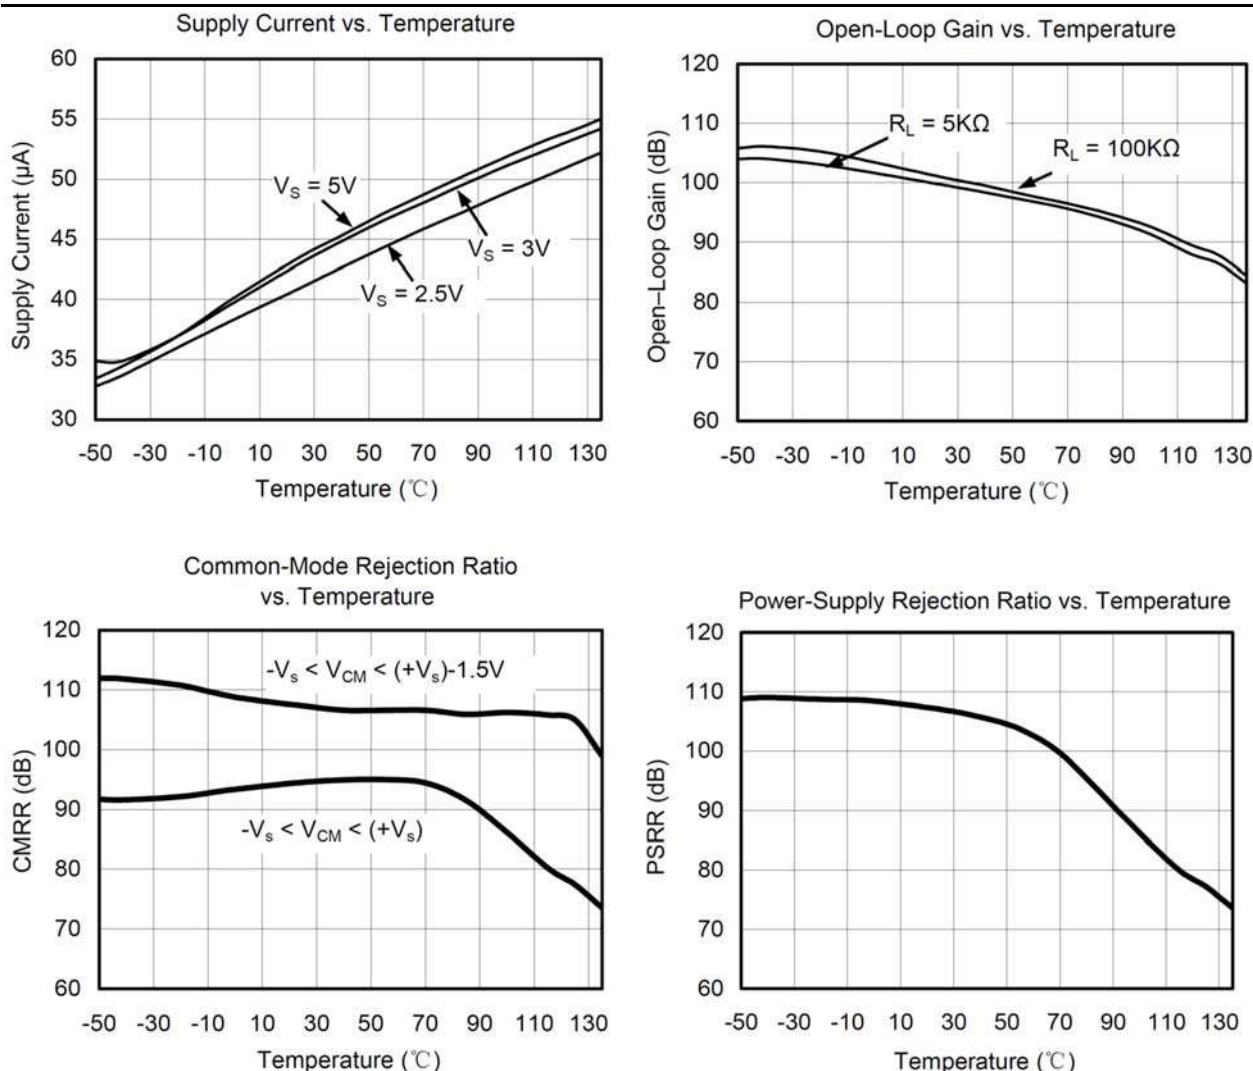 Supply Current vs. Temperature
60
55
50
45
40
35
30
Supply Current (μA)
V_S = 5V
V_S = 3V
V_S = 2.5V
-50 -30 -10 10 30 50 70 90 110 130
Temperature (℃)
Open-Loop Gain vs. Temperature
120
110
100
90
80
70
60
Open–Loop Gain (dB)
R_L = 5KΩ
R_L = 100KΩ
-50 -30 -10 10 30 50 70 90 110 130
Temperature (℃)
Common-Mode Rejection Ratio
vs. Temperature
120
110
100
90
80
70
60
CMRR (dB)
-V_s < V_CM < (+V_s)-1.5V
-V_s < V_CM < (+V_s)
-50 -30 -10 10 30 50 70 90 110 130
Temperature (℃)
Power-Supply Rejection Ratio vs. Temperature
120
110
100
90
80
70
60
PSRR (dB)
-50 -30 -10 10 30 50 70 90 110 130
Temperature (℃)